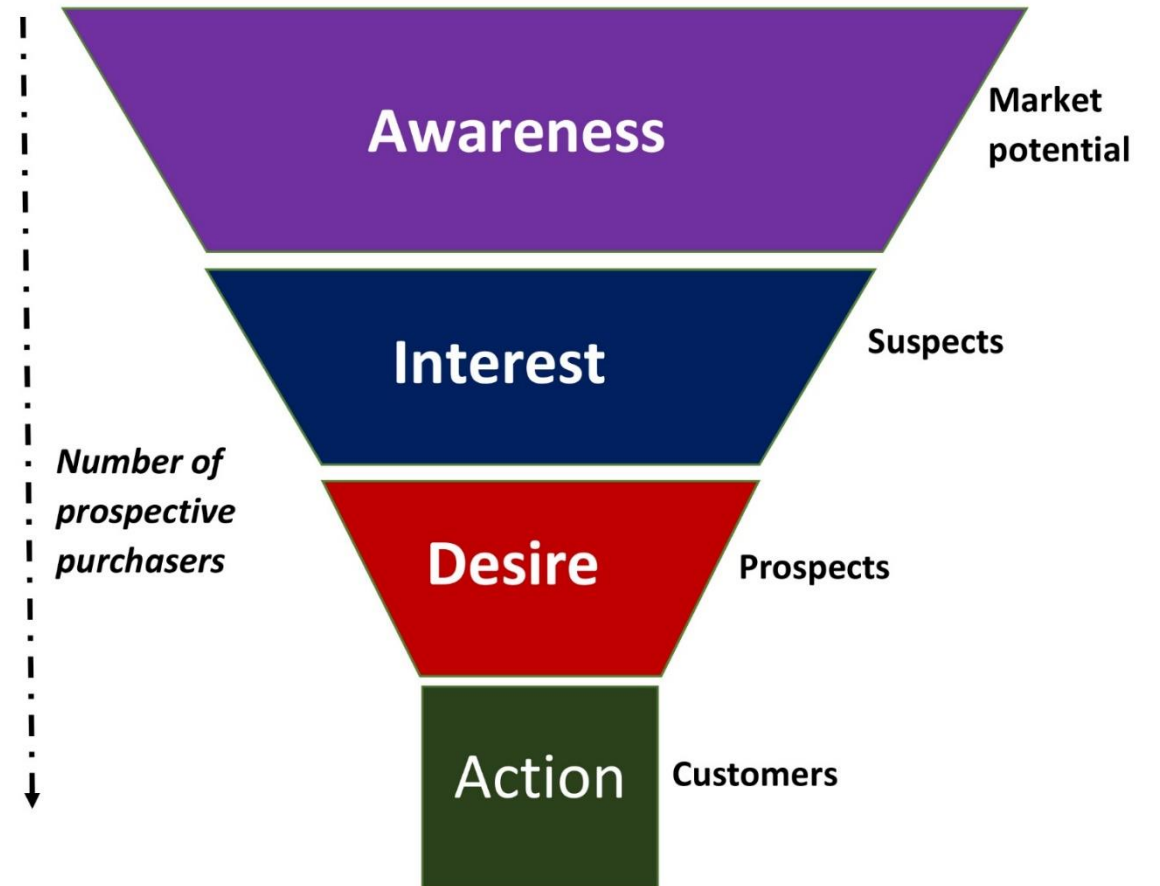 Awareness
Market
potential
Interest
Suspects
Number of
prospective
purchasers
Desire
Prospects
Action
Customers